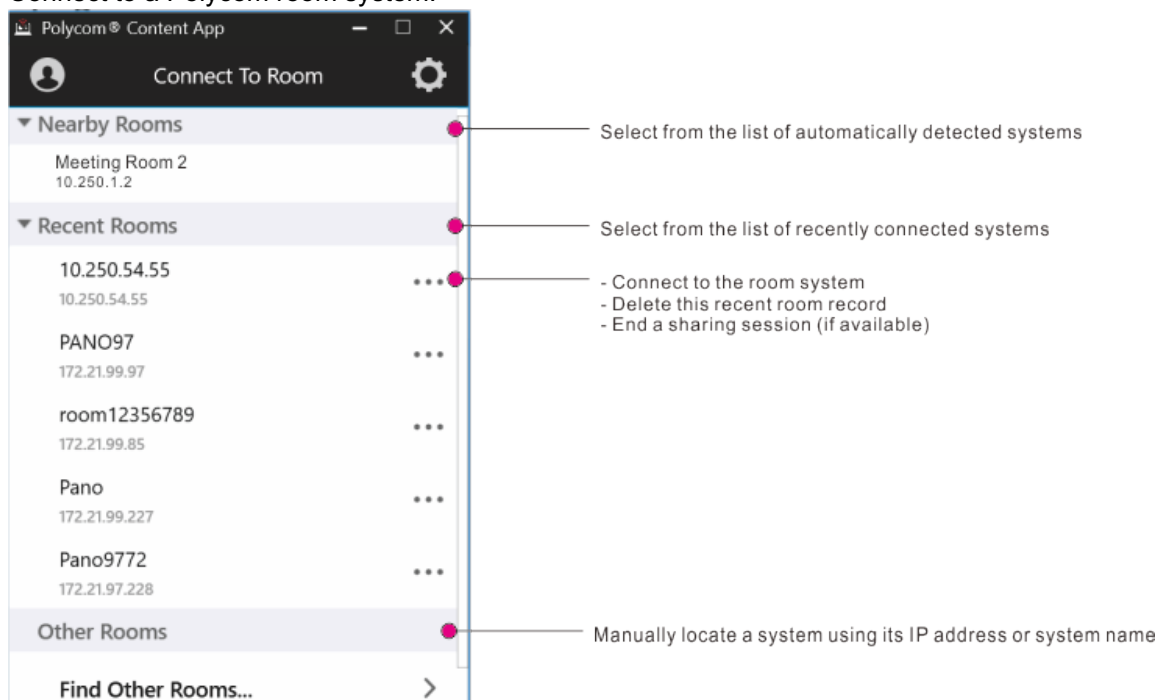 Connect to a Polycom room system.
Polycom® Content App
Connect To Room
Nearby Rooms
Select from the list of automatically detected systems
Meeting Room 2
10.250.1.2
Recent Rooms
Select from the list of recently connected systems
10.250.54.55
10.250.54.55
- Connect to the room system
- Delete this recent room record
- End a sharing session (if available)
PANO97
172.21.99.97
room12356789
172.21.99.85
Pano
172.21.99.227
Pano9772
172.21.97.228
Other Rooms
Manually locate a system using its IP address or system name
Find Other Rooms...